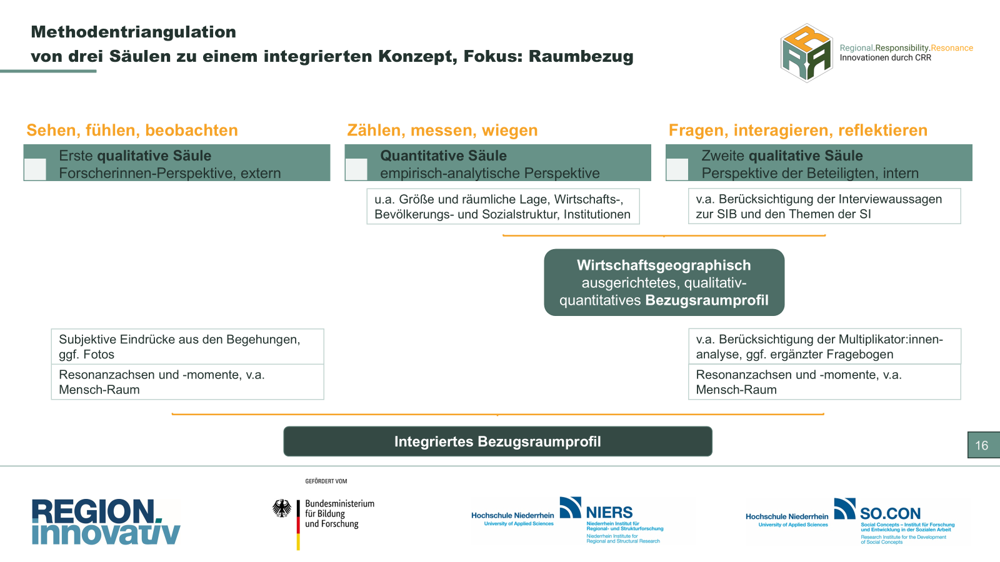 Methodentriangulation
von drei Säulen zu einem integrierten Konzept, Fokus: Raumbezug
Regional.Responsibility.Resonance
Innovationen durch CRR
Sehen, fühlen, beobachten
Erste qualitative Säule
Forscherinnen-Perspektive, extern
Zählen, messen, wiegen
Quantitative Säule
empirisch-analytische Perspektive
u.a. Größe und räumliche Lage, Wirtschafts-,
Bevölkerungs- und Sozialstruktur, Institutionen
Fragen, interagieren, reflektieren
Zweite qualitative Säule
Perspektive der Beteiligten, intern
v.a. Berücksichtigung der Interviewaussagen
zur SIB und den Themen der SI
Wirtschaftsgeographisch
ausgerichtetes, qualitativ-
quantitatives Bezugsraumprofil
Subjektive Eindrücke aus den Begehungen,
ggf. Fotos
Resonanzachsen und -momente, v.a.
Mensch-Raum
v.a. Berücksichtigung der Multiplikator:innen-
analyse, ggf. ergänzter Fragebogen
Resonanzachsen und -momente, v.a.
Mensch-Raum
Integriertes Bezugsraumprofil
16
REGION.
innovativ
GEFÖRDERT VOM
Bundesministerium
für Bildung
und Forschung
Hochschule Niederrhein
University of Applied Sciences
NIERS
Niederrhein Institut für
Regional- und Strukturforschung
Niederrhein Institute for
Regional and Structural Research
Hochschule Niederrhein
University of Applied Sciences
SO.CON
Social Concepts – Institut für Forschung
und Entwicklung in der Sozialen Arbeit
Research Institute for the Development
of Social Concepts